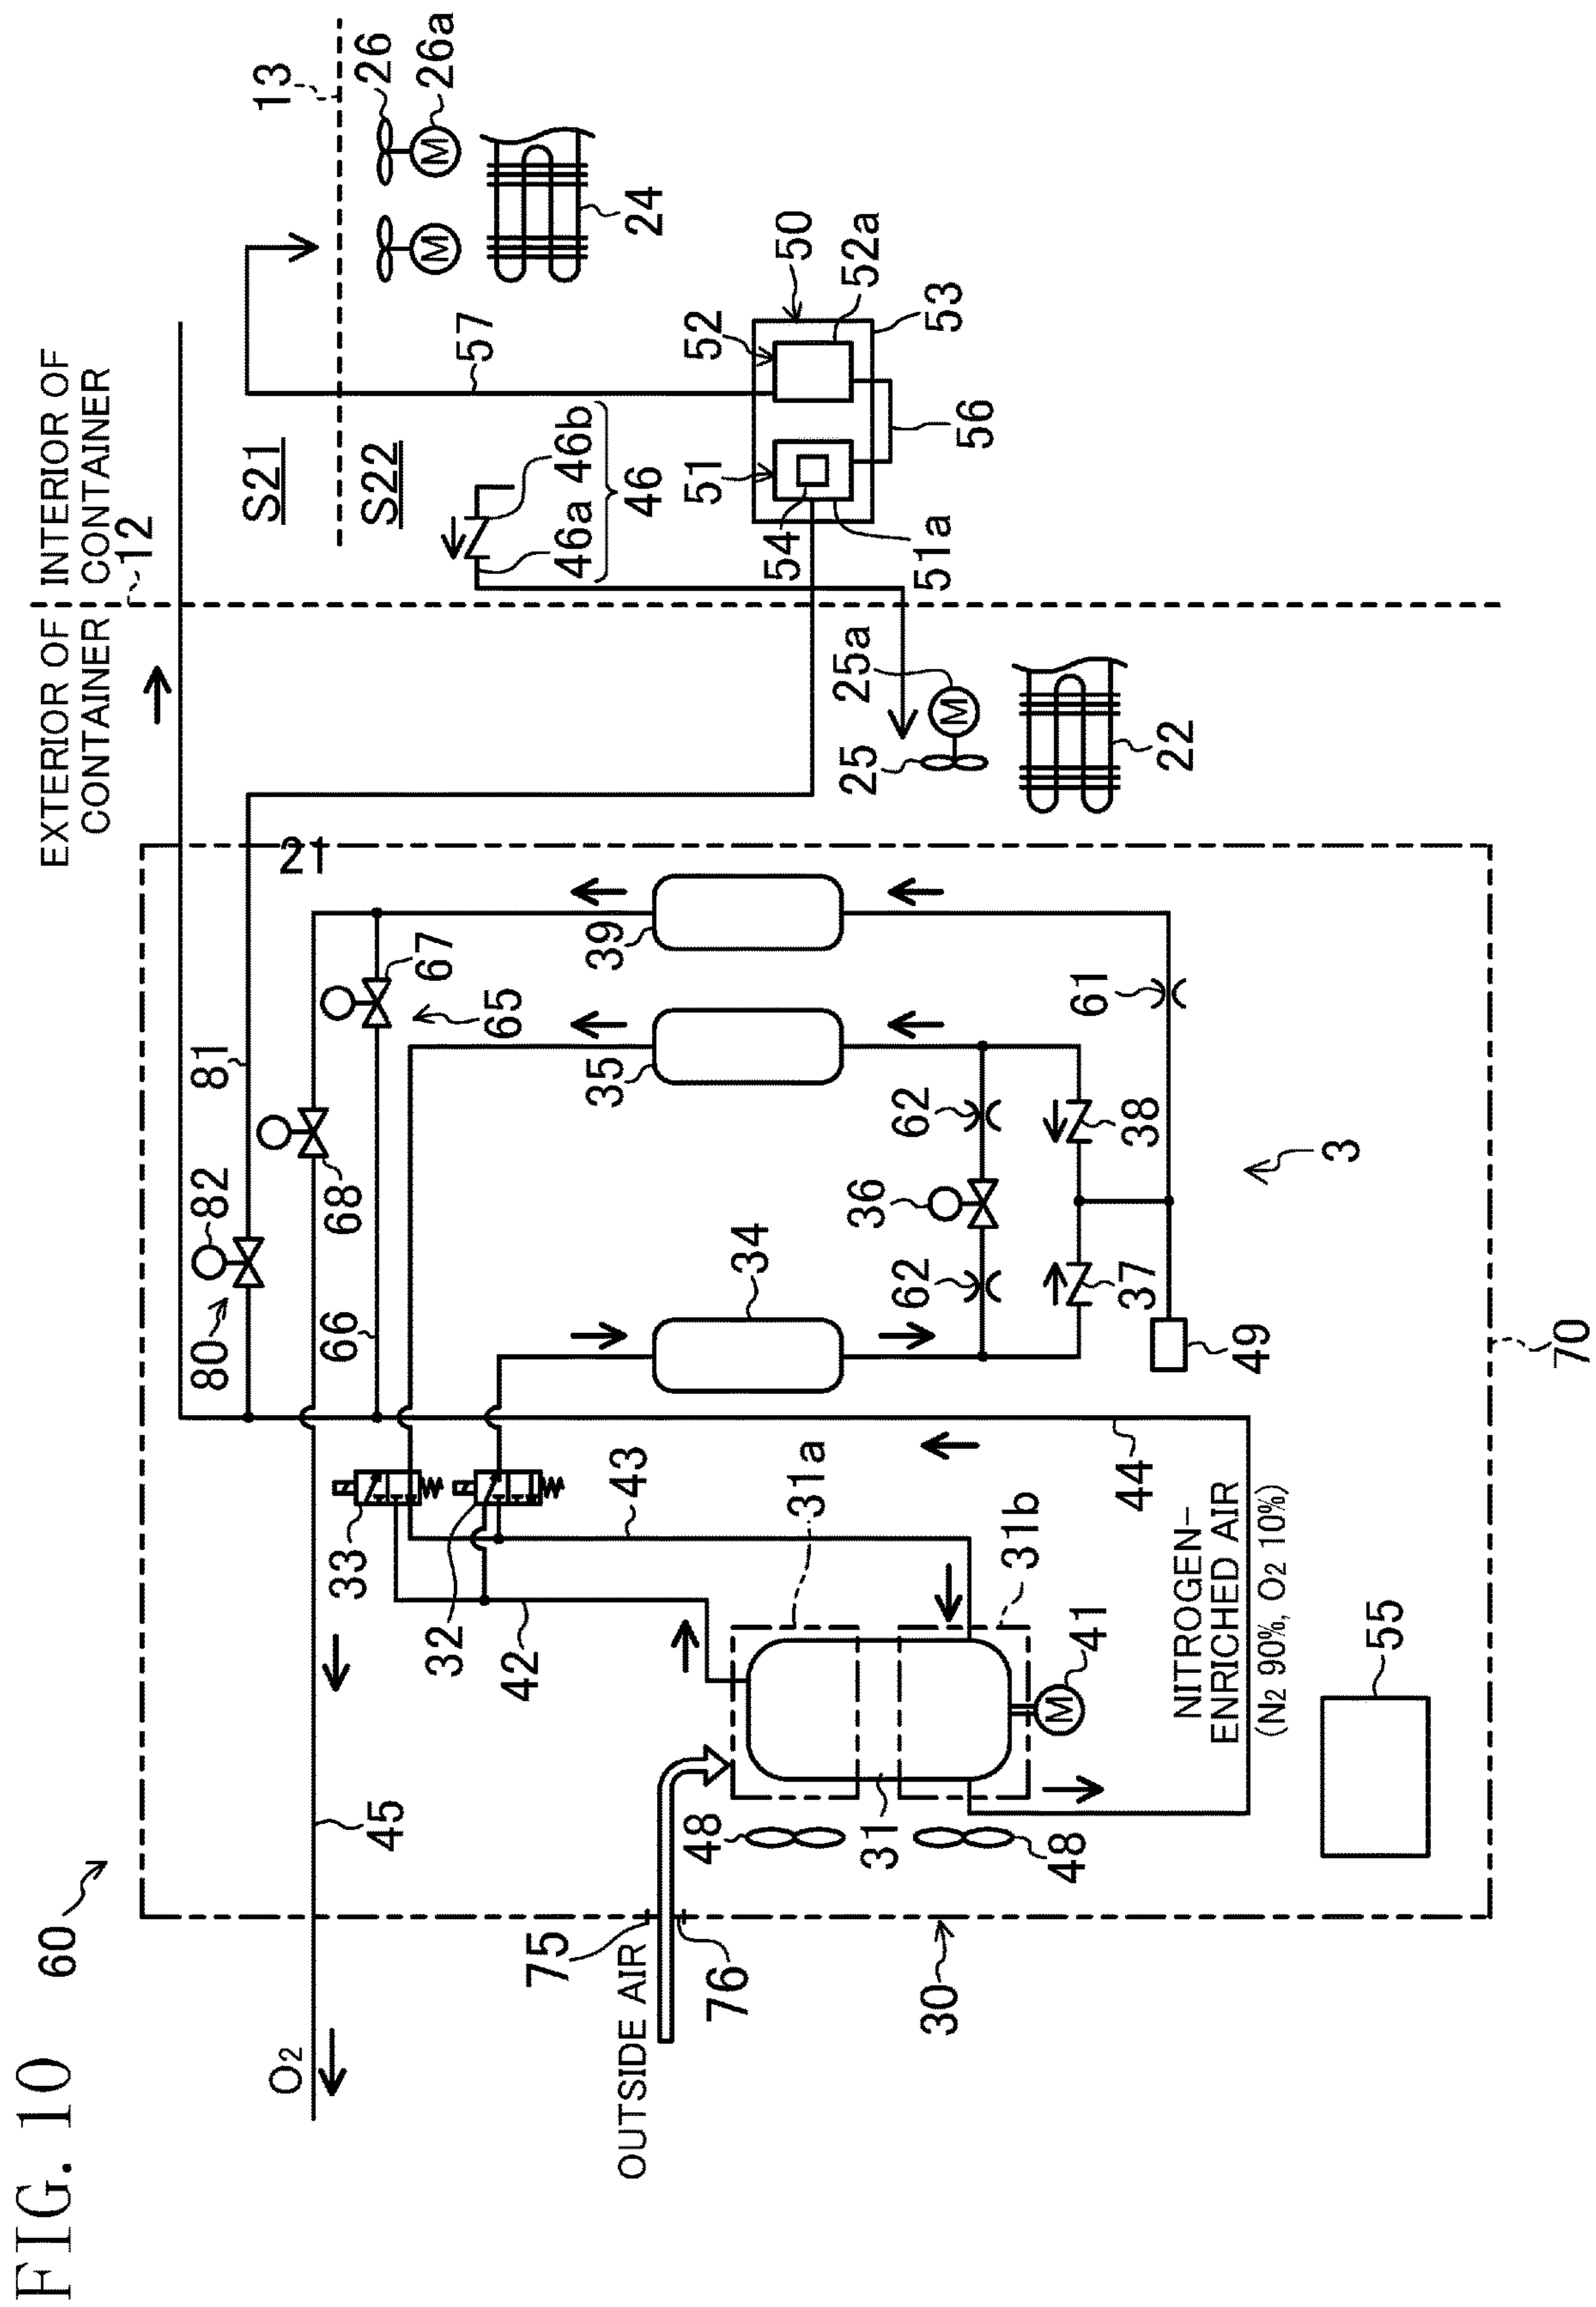 FIG. 10
60
EXTERIOR OF
CONTAINER
INTERIOR OF
CONTAINER
12
13
S21
S22
26
26a
M
M
24
57
46a
46b
46
50
52
52a
53
51
51a
54
56
25a
25
M
22
21
81
82
80
68
67
65
66
39
35
34
61
62
62
36
38
37
49
3
33
32
43
42
44
45
O2
31a
31b
31
41
M
48
48
75
76
OUTSIDE AIR
NITROGEN-
ENRICHED AIR
(N2 90%, O2 10%)
55
30
70